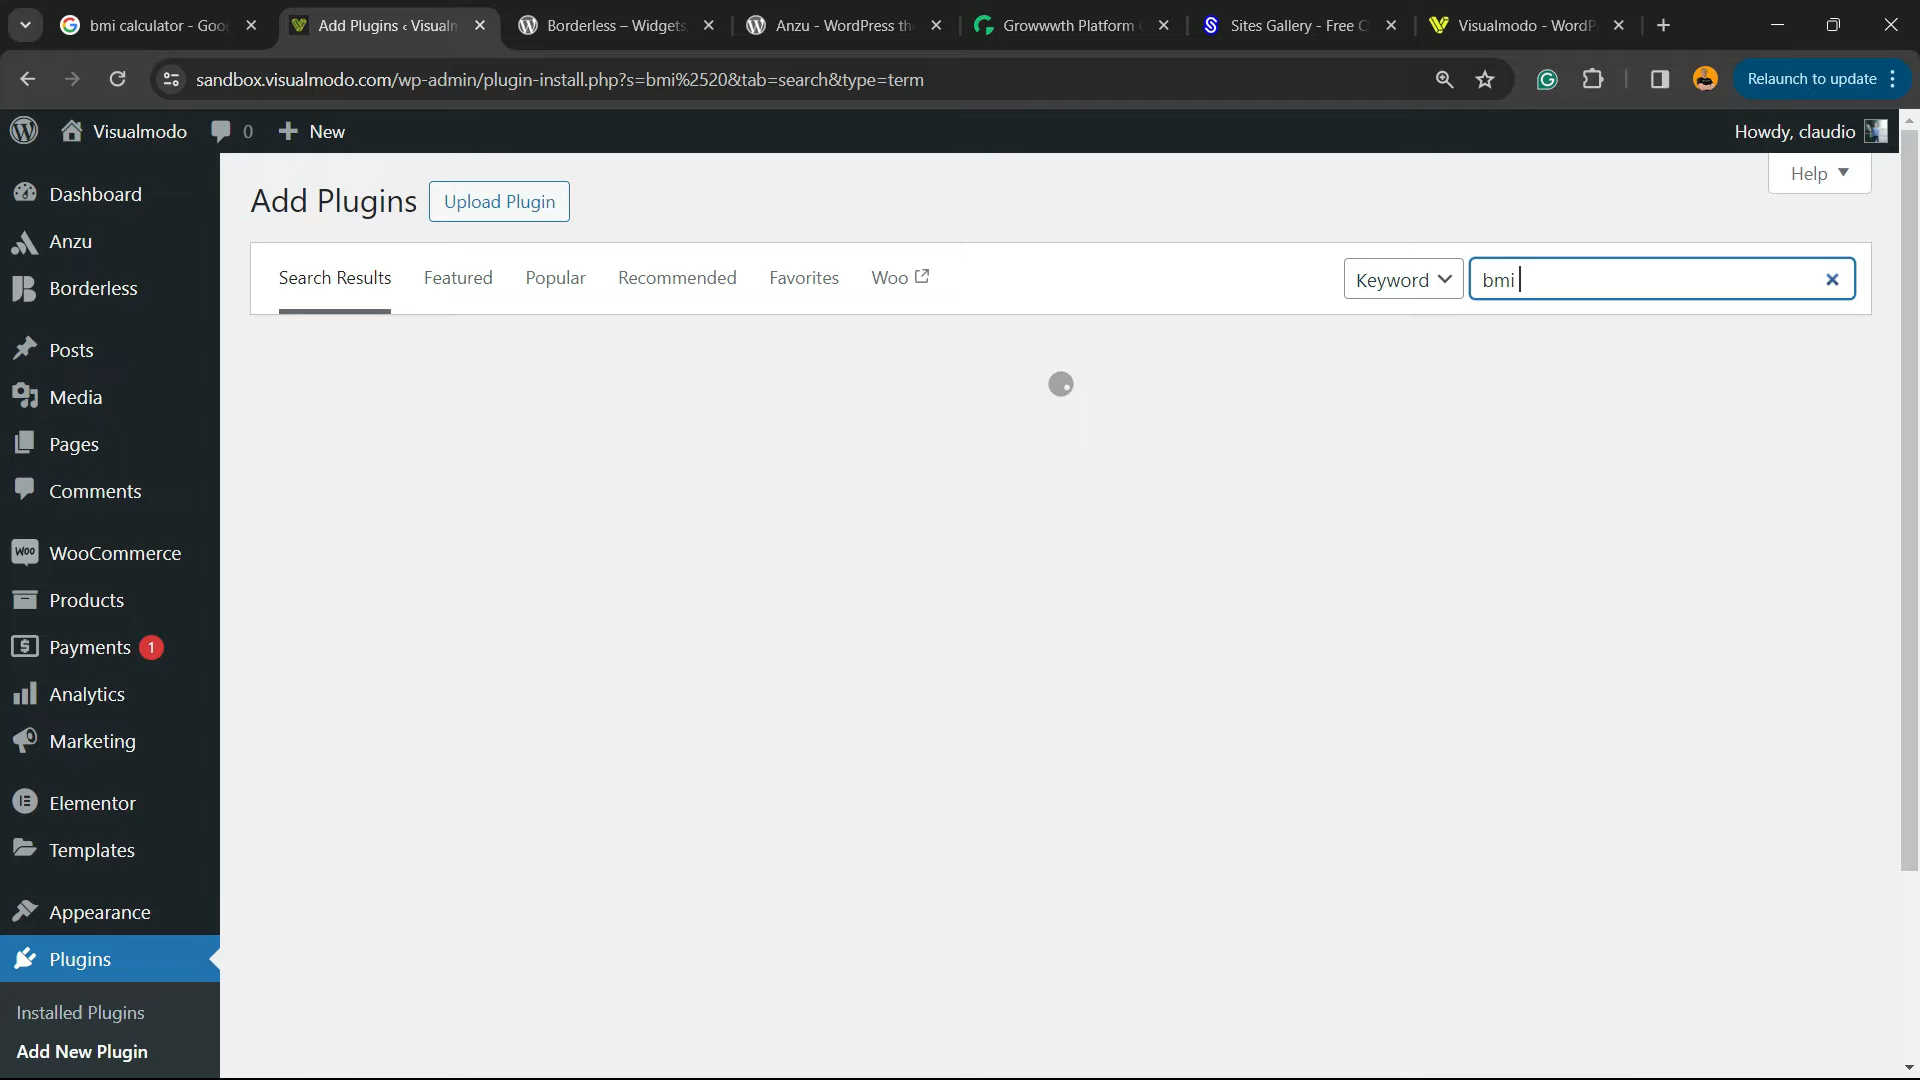 bmi calculator - Goo
Add Plugins ‹ Visualm
Borderless – Widgets
Anzu - WordPress th
Growwwth Platform
Sites Gallery - Free C
Visualmodo - WordP
sandbox.visualmodo.com/wp-admin/plugin-install.php?s=bmi%2520&tab=search&type=term
Relaunch to update
Visualmodo
0
New
Howdy, claudio
Help
Add Plugins
Upload Plugin
Search Results
Featured
Popular
Recommended
Favorites
Woo
Keyword
bmi
Dashboard
Anzu
Borderless
Posts
Media
Pages
Comments
WooCommerce
Products
Payments 1
Analytics
Marketing
Elementor
Templates
Appearance
Plugins
Installed Plugins
Add New Plugin